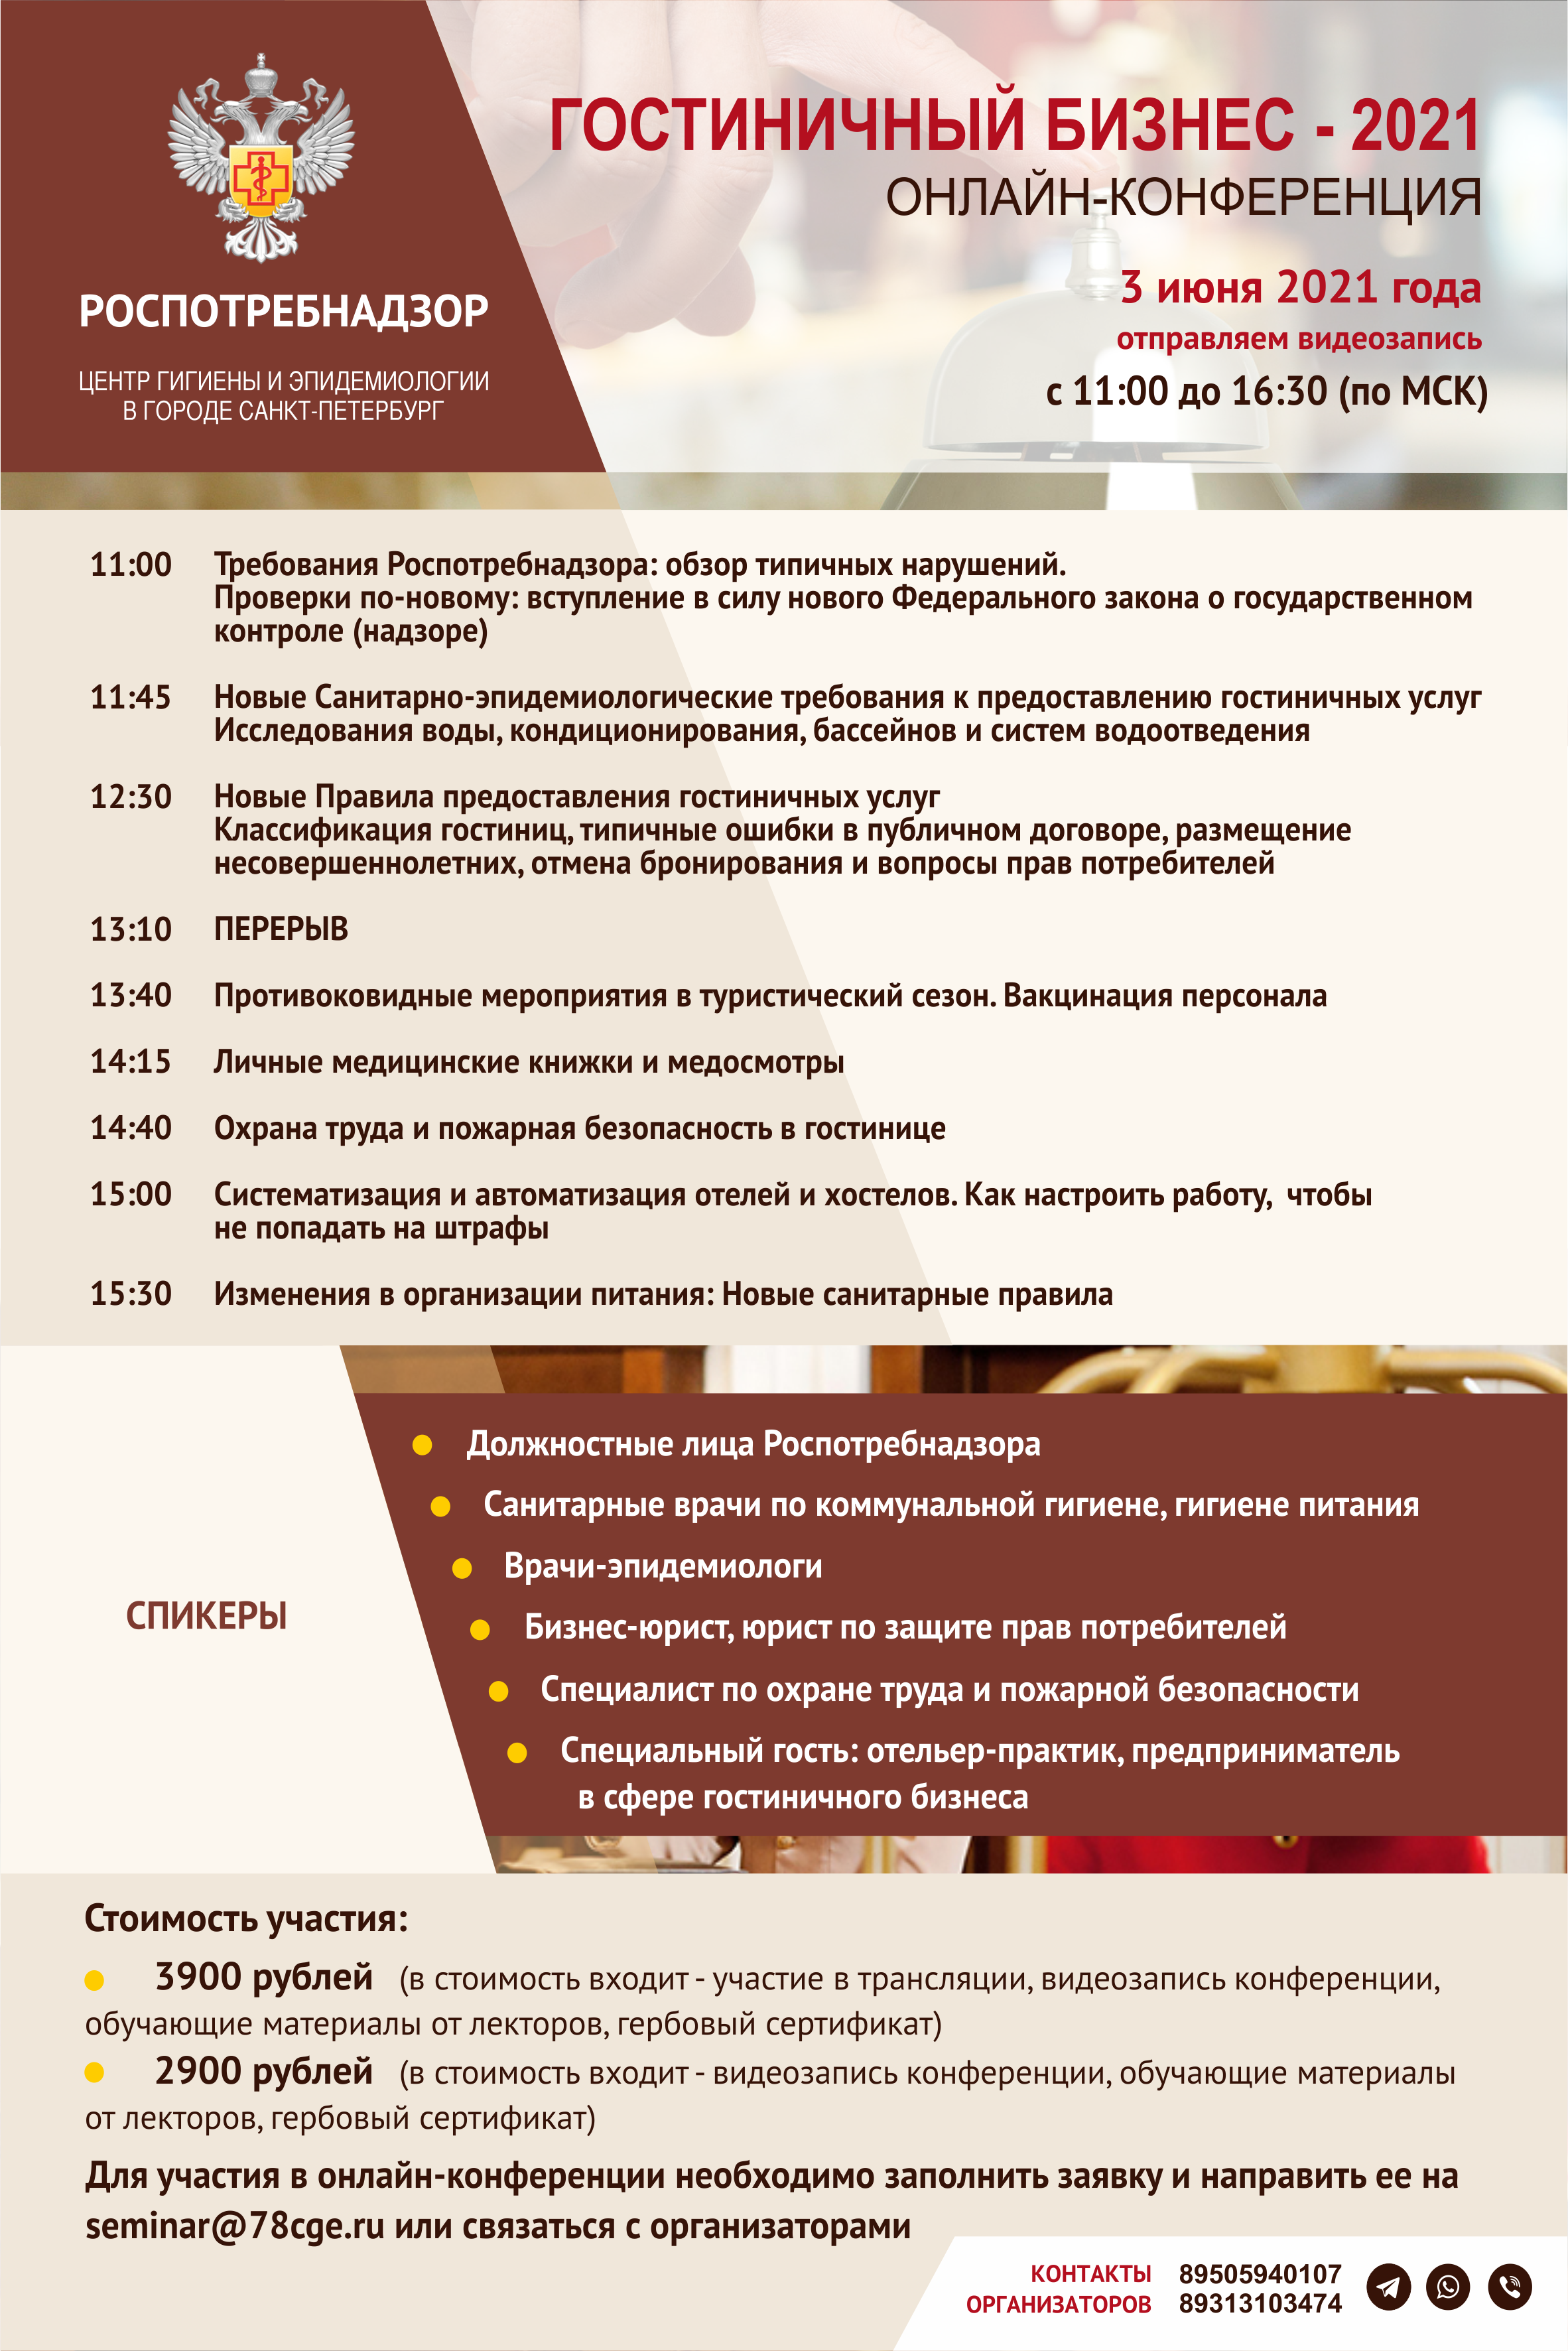 РОСПОТРЕБНАДЗОР
ЦЕНТР ГИГИЕНЫ И ЭПИДЕМИОЛОГИИ
В ГОРОДЕ САНКТ-ПЕТЕРБУРГ
ГОСТИНИЧНЫЙ БИЗНЕС - 2021
ОНЛАЙН-КОНФЕРЕНЦИЯ
3 июня 2021 года
отправляем видеозапись
с 11:00 до 16:30 (по МСК)
11:00 Требования Роспотребнадзора: обзор типичных нарушений.
Проверки по-новому: вступление в силу нового Федерального закона о государственном
контроле (надзоре)
11:45 Новые Санитарно-эпидемиологические требования к предоставлению гостиничных услуг
Исследования воды, кондиционирования, бассейнов и систем водоотведения
12:30 Новые Правила предоставления гостиничных услуг
Классификация гостиниц, типичные ошибки в публичном договоре, размещение
несовершеннолетних, отмена бронирования и вопросы прав потребителей
13:10 ПЕРЕРЫВ
13:40 Противоковидные мероприятия в туристический сезон. Вакцинация персонала
14:15 Личные медицинские книжки и медосмотры
14:40 Охрана труда и пожарная безопасность в гостинице
15:00 Систематизация и автоматизация отелей и хостелов. Как настроить работу, чтобы
не попадать на штрафы
15:30 Изменения в организации питания: Новые санитарные правила
СПИКЕРЫ
Должностные лица Роспотребнадзора
Санитарные врачи по коммунальной гигиене, гигиене питания
Врачи-эпидемиологи
Бизнес-юрист, юрист по защите прав потребителей
Специалист по охране труда и пожарной безопасности
Специальный гость: отельер-практик, предприниматель
в сфере гостиничного бизнеса
Стоимость участия:
3900 рублей (в стоимость входит - участие в трансляции, видеозапись конференции,
обучающие материалы от лекторов, гербовый сертификат)
2900 рублей (в стоимость входит - видеозапись конференции, обучающие материалы
от лекторов, гербовый сертификат)
Для участия в онлайн-конференции необходимо заполнить заявку и направить ее на
seminar@78cge.ru или связаться с организаторами
КОНТАКТЫ 89505940107
ОРГАНИЗАТОРОВ 89313103474